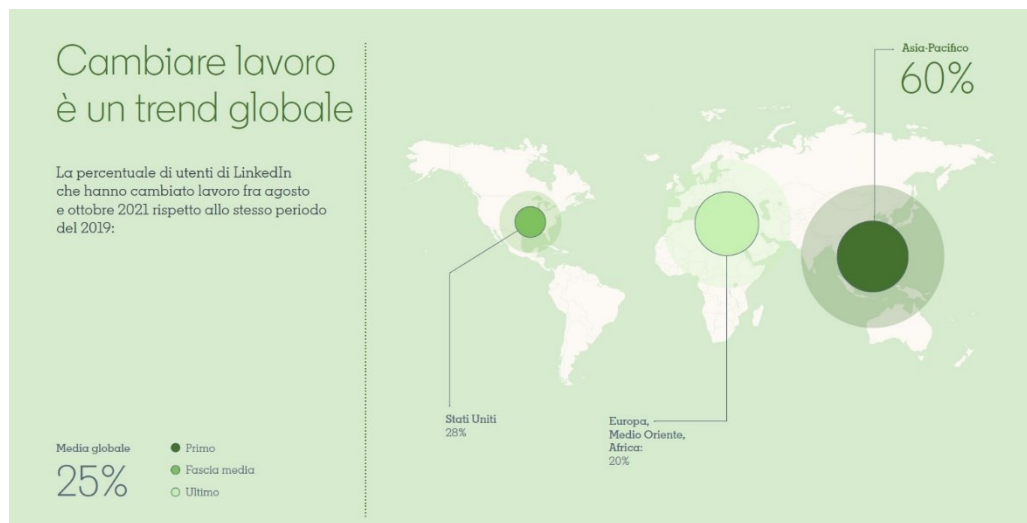 Cambiare lavoro
è un trend globale
La percentuale di utenti di LinkedIn
che hanno cambiato lavoro fra agosto
e ottobre 2021 rispetto allo stesso periodo
del 2019:
Media globale
25%
Primo
Fascia media
Ultimo
Asia-Pacifico
60%
Stati Uniti
28%
Europa,
Medio Oriente,
Africa:
20%